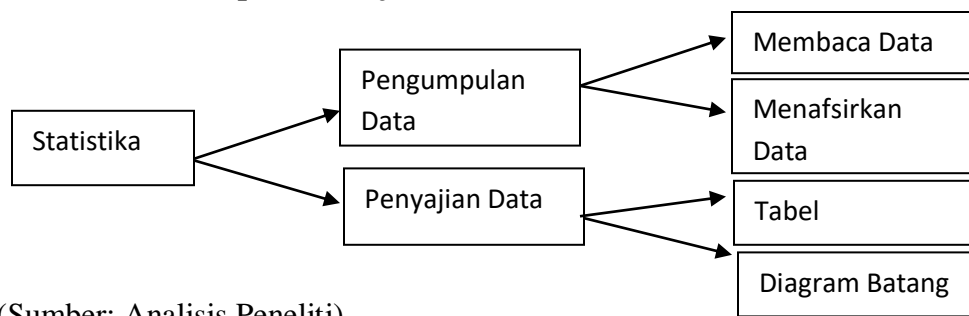 Membaca Data
Pengumpulan
Data
Menafsirkan
Data
Statistika
Penyajian Data
Tabel
Diagram Batang
(Sumber: Analisis Peneliti)